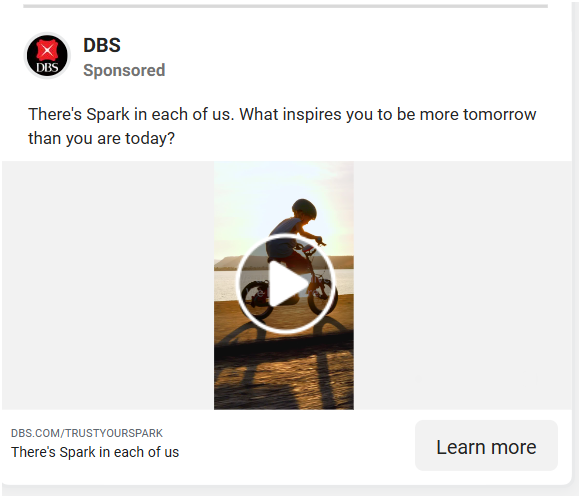 DBS
DBS
Sponsored
There's Spark in each of us. What inspires you to be more tomorrow
than you are today?
DBS.COM/TRUSTYOURSPARK
There's Spark in each of us
Learn more